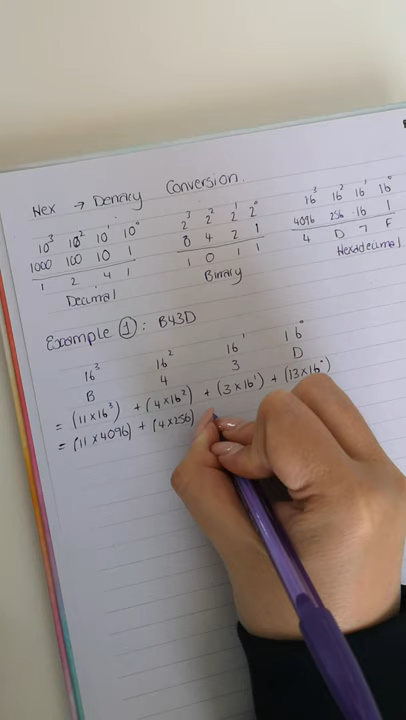 Hex → Denary Conversion.
10³ 10² 10¹ 10⁰
1000 100 10 1
1 2 4 1
Decimal
2³ 2² 2¹ 2⁰
8 4 2 1
1 0 1 1
Binary
16³ 16² 16¹ 16⁰
4096 256 16 1
4 D 7 F
Hexadecimal
Example ①: B43D
16³ 16² 16¹ 16⁰
B 4 3 D
= (11×16³) + (4×16²) + (3×16¹) + (13×16⁰)
= (11×4096) + (4×256)